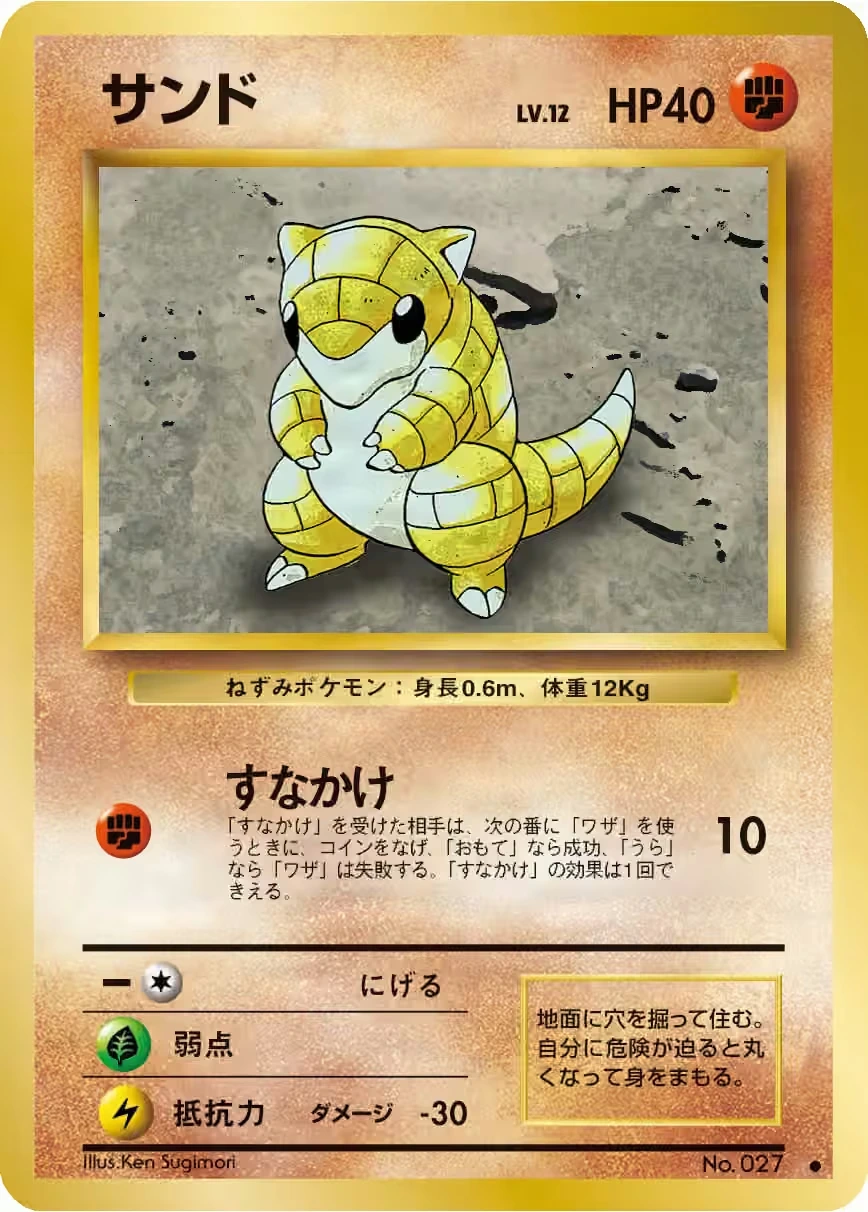 サンド
LV.12 HP40
ねずみポケモン：身長0.6m、体重12Kg
すなかけ
「すなかけ」を受けた相手は、次の番に「ワザ」を使
うときに、コインをなげ、「おもて」なら成功、「うら」
なら「ワザ」は失敗する。「すなかけ」の効果は1回で
きえる。
10
ー にげる
弱点
抵抗力 ダメージ -30
地面に穴を掘って住む。
自分に危険が迫ると丸
くなって身をまもる。
Illus.Ken Sugimori
No.027